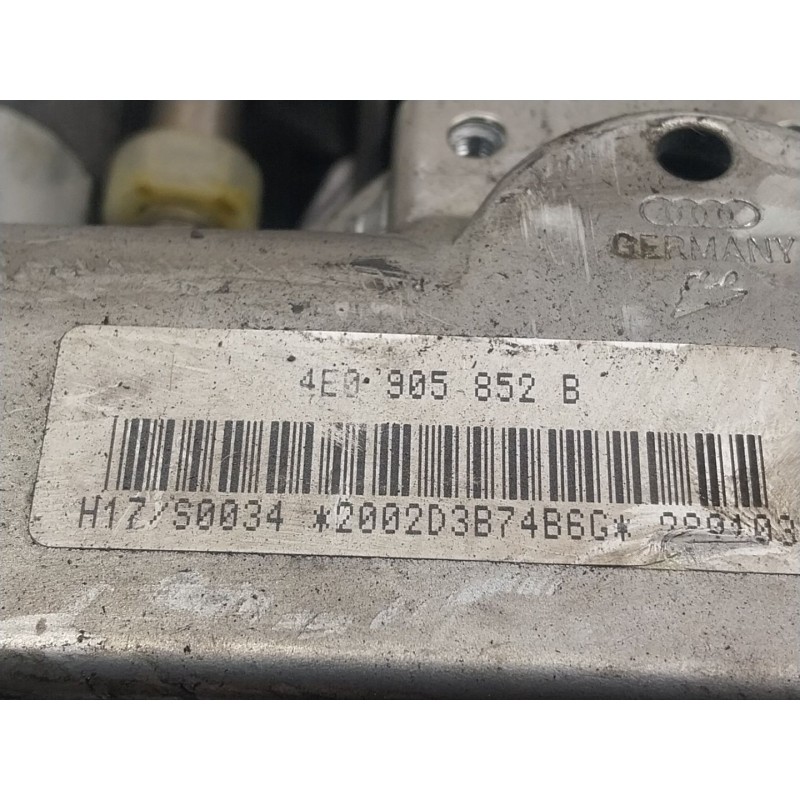 GERMANY
4E0 905 852 B
H17/S0034 *2002D3B74B6G*